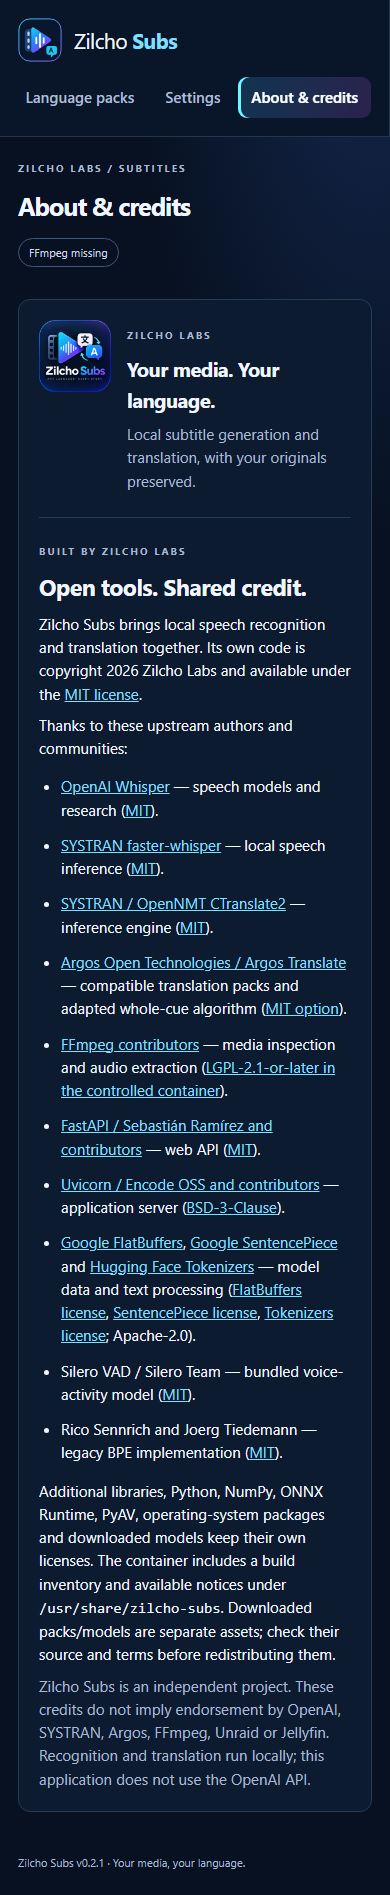 Zilcho Subs
Language packs Settings About & credits
ZILCHO LABS / SUBTITLES
About & credits
FFmpeg missing
文
A
Zilcho Subs
ZILCHO LABS
Your media. Your
language.
Local subtitle generation and
translation, with your originals
preserved.
BUILT BY ZILCHO LABS
Open tools. Shared credit.
Zilcho Subs brings local speech recognition
and translation together. Its own code is
copyright 2026 Zilcho Labs and available under
the MIT license.
Thanks to these upstream authors and
communities:
• OpenAI Whisper — speech models and
research (MIT).
• SYSTRAN faster-whisper — local speech
inference (MIT).
• SYSTRAN / OpenNMT CTranslate2 —
inference engine (MIT).
• Argos Open Technologies / Argos Translate
— compatible translation packs and
adapted whole-cue algorithm (MIT option).
• FFmpeg contributors — media inspection
and audio extraction (LGPL-2.1-or-later in
the controlled container).
• FastAPI / Sebastián Ramírez and
contributors — web API (MIT).
• Uvicorn / Encode OSS and contributors —
application server (BSD-3-Clause).
• Google FlatBuffers, Google SentencePiece
and Hugging Face Tokenizers — model
data and text processing (FlatBuffers
license, SentencePiece license, Tokenizers
license; Apache-2.0).
• Silero VAD / Silero Team — bundled voice-
activity model (MIT).
• Rico Sennrich and Joerg Tiedemann —
legacy BPE implementation (MIT).
Additional libraries, Python, NumPy, ONNX
Runtime, PyAV, operating-system packages
and downloaded models keep their own
licenses. The container includes a build
inventory and available notices under
/usr/share/zilcho-subs. Downloaded
packs/models are separate assets; check their
source and terms before redistributing them.
Zilcho Subs is an independent project. These
credits do not imply endorsement by OpenAI,
SYSTRAN, Argos, FFmpeg, Unraid or Jellyfin.
Recognition and translation run locally; this
application does not use the OpenAI API.
Zilcho Subs v0.2.1 · Your media, your language.